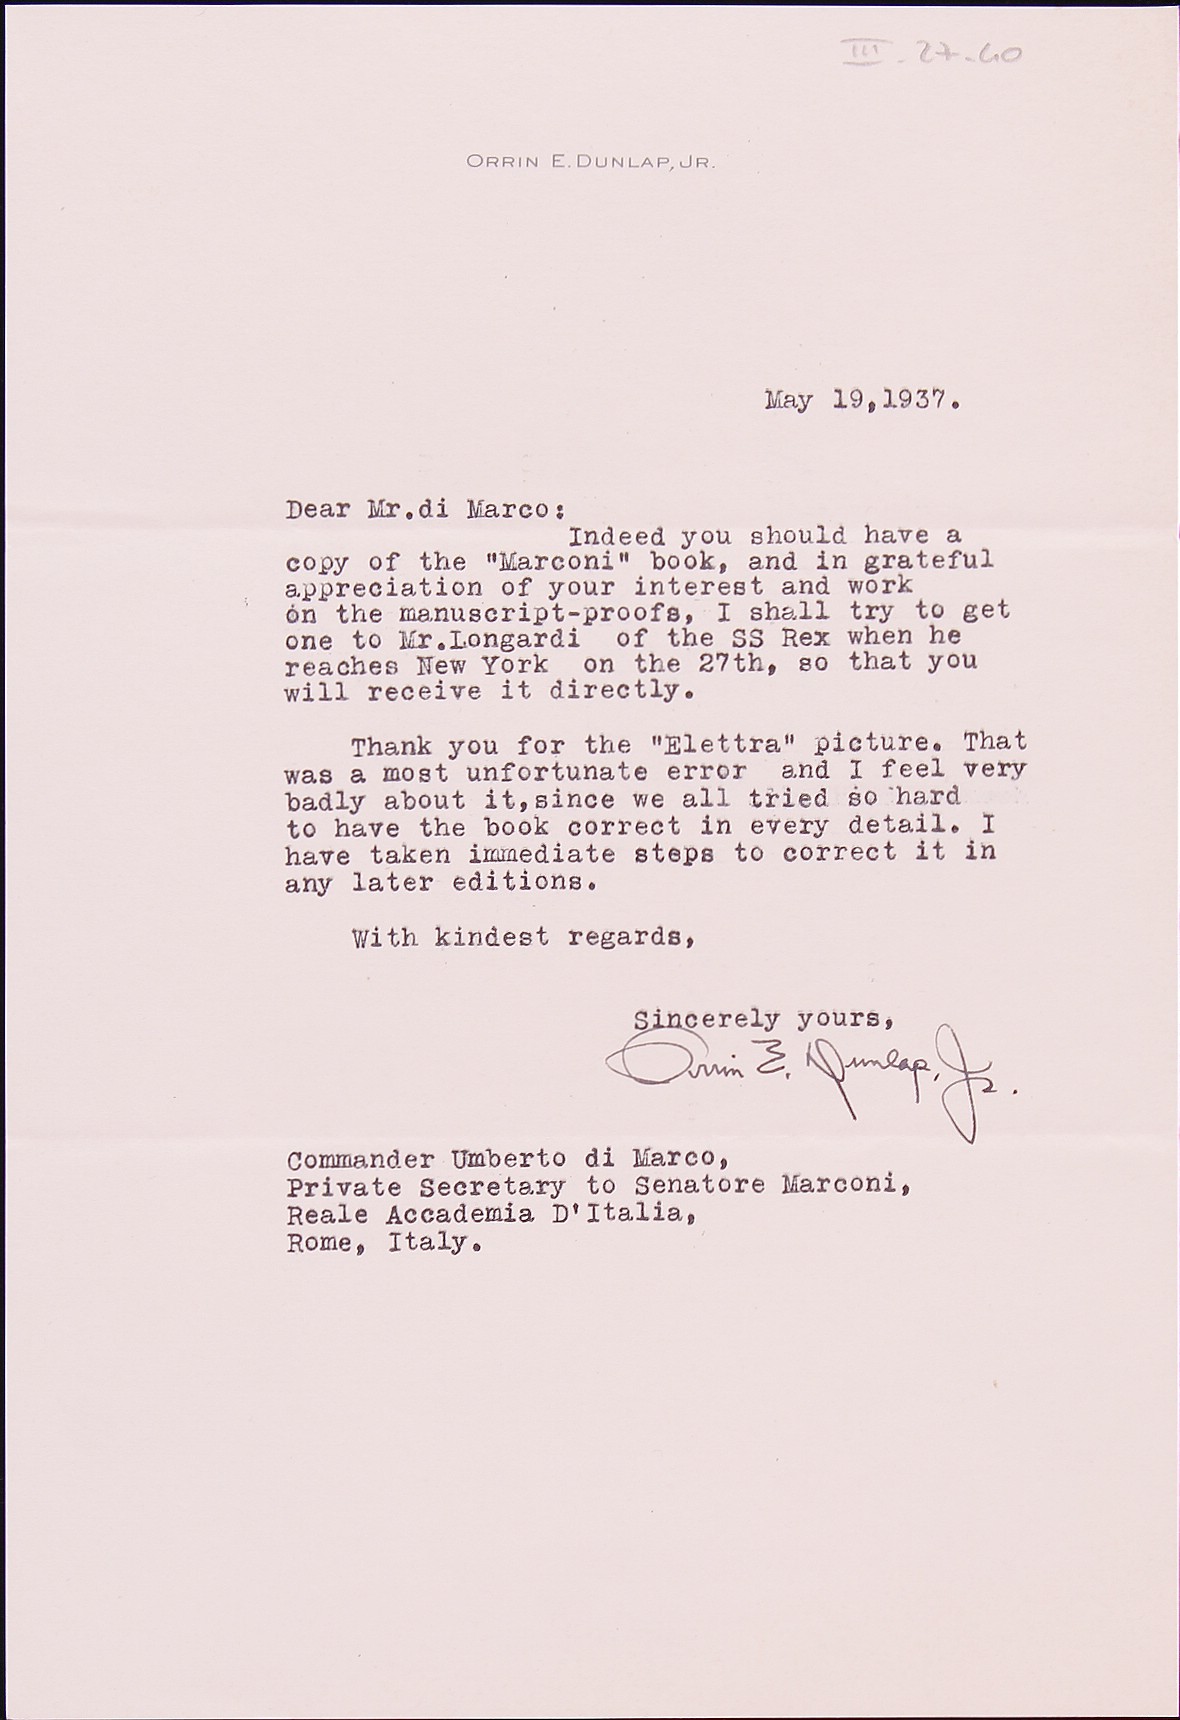 III-27-40
ORRIN E. DUNLAP, JR.
May 19,1937.
Dear Mr.di Marco:
Indeed you should have a
copy of the "Marconi" book, and in grateful
appreciation of your interest and work
on the manuscript-proofs, I shall try to get
one to Mr.Longardi of the SS Rex when he
reaches New York on the 27th, so that you
will receive it directly.
Thank you for the "Elettra" picture. That
was a most unfortunate error and I feel very
badly about it,since we all tried so hard
to have the book correct in every detail. I
have taken immediate steps to correct it in
any later editions.
With kindest regards,
Sincerely yours,
Orrin E. Dunlap, Jr.
Commander Umberto di Marco,
Private Secretary to Senatore Marconi,
Reale Accademia D'Italia,
Rome, Italy.